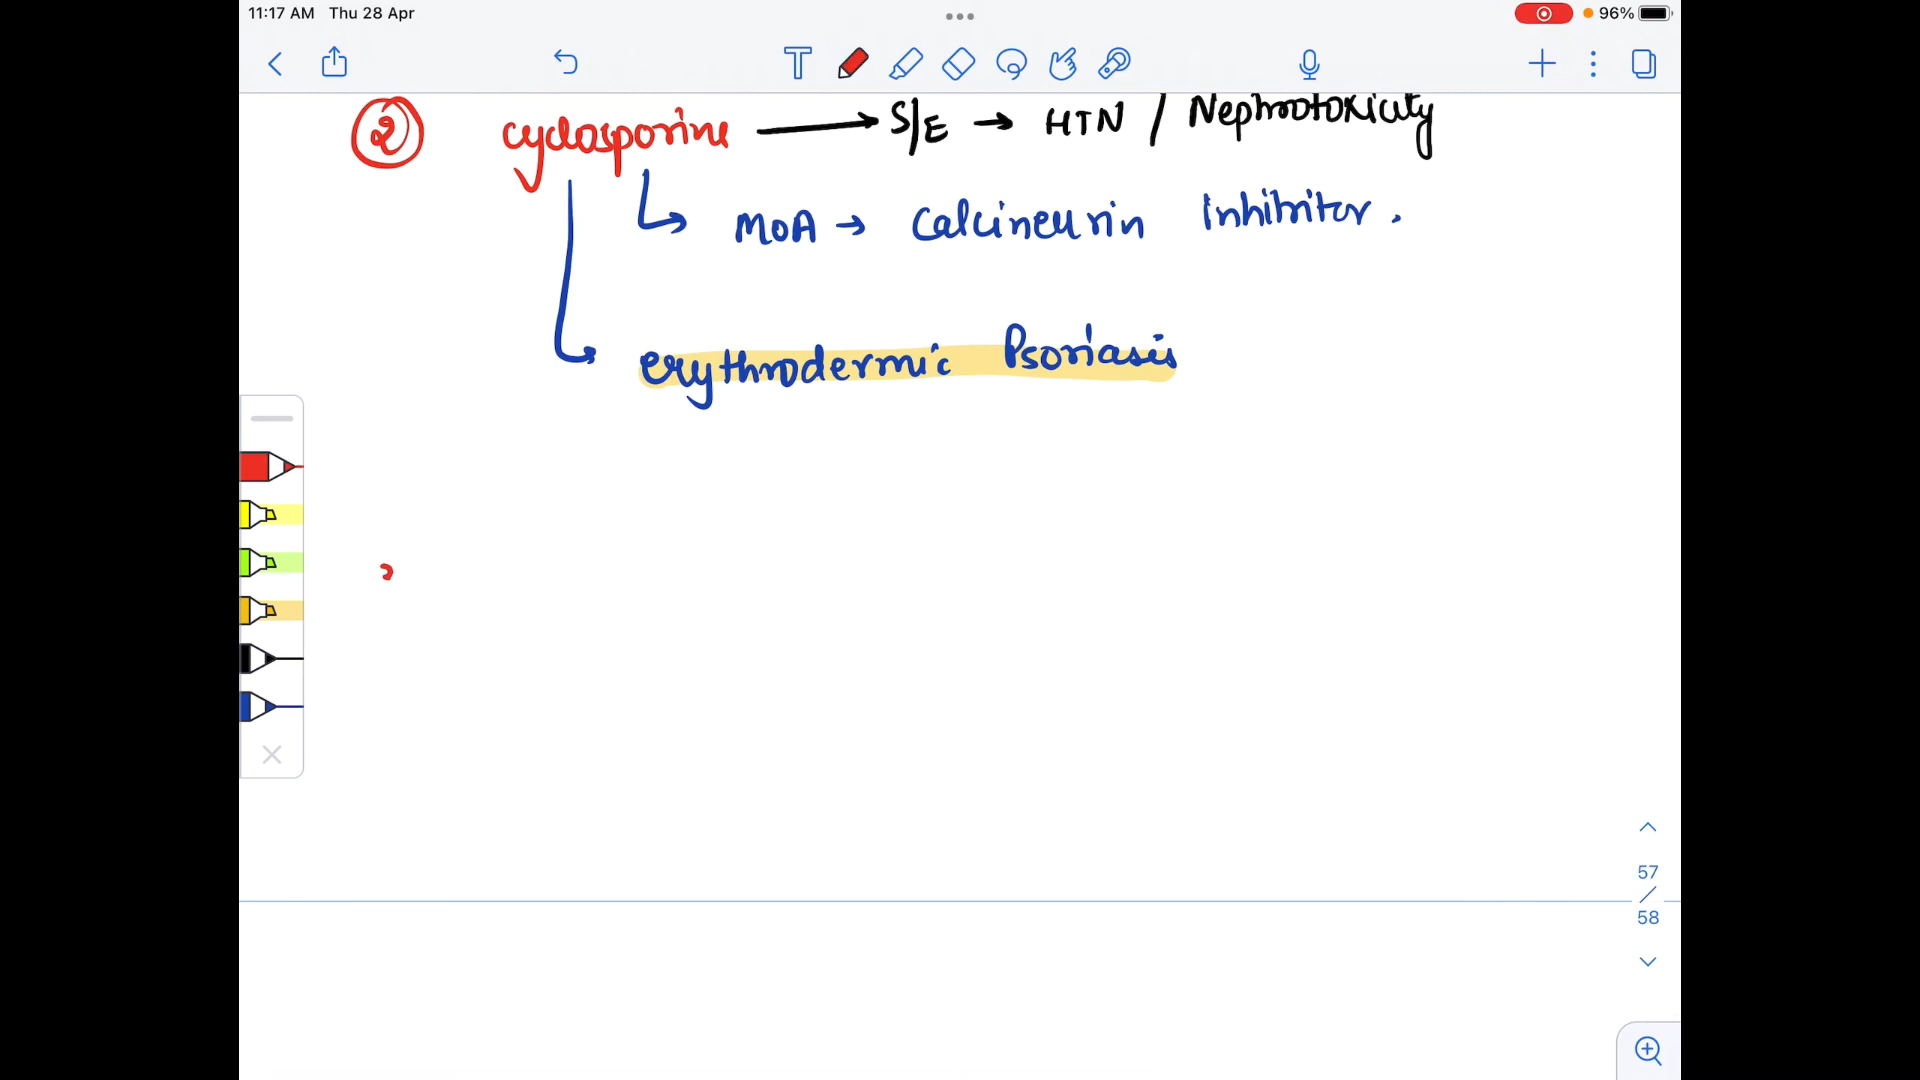 11:17 AM Thu 28 Apr
96%
2 cyclosporine → S/E → HTN / Nephrotoxicity
MOA → Calcineurin Inhibitor.
erythrodermic Psoriasis
57
/
58